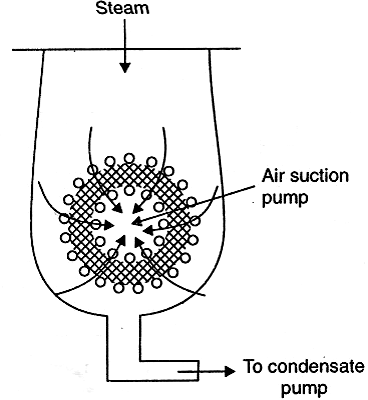 Steam
Air suction
pump
To condensate
pump